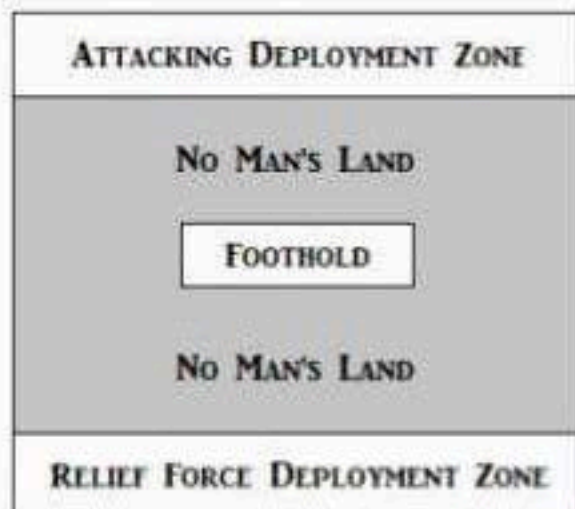 Attacking Deployment Zone
No Man's Land
Foothold
No Man's Land
Relief Force Deployment Zone